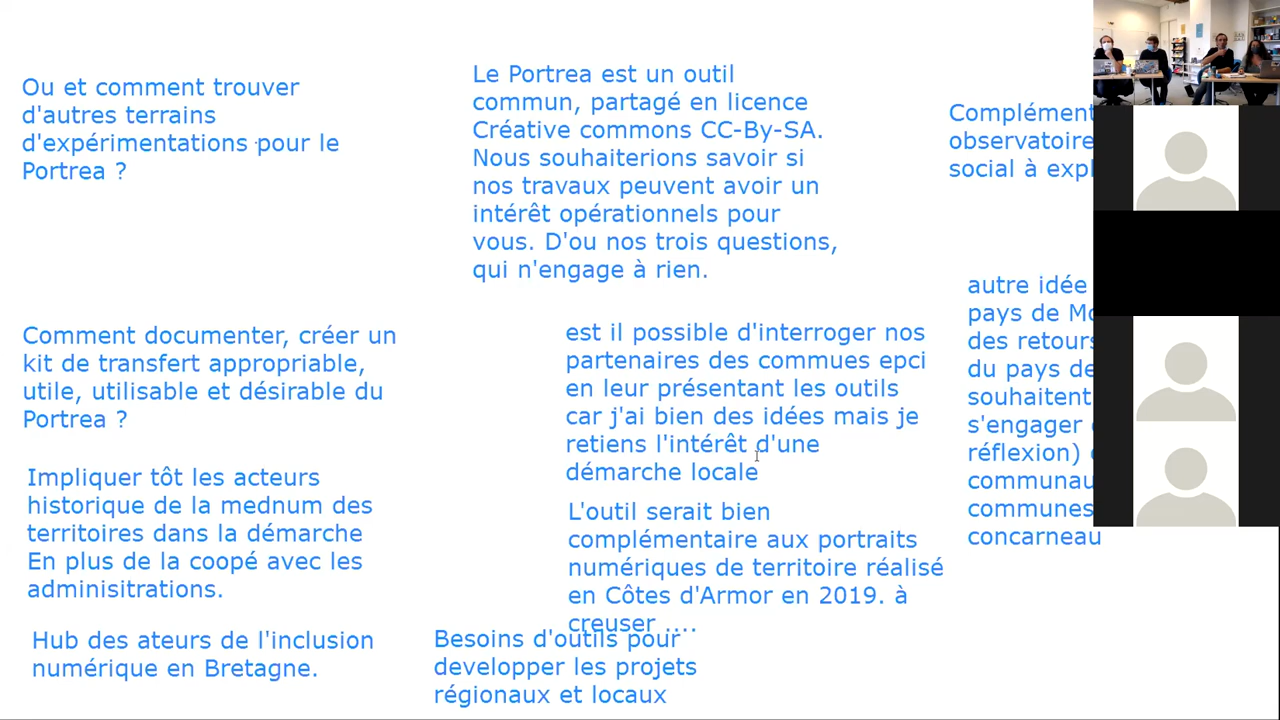 Ou et comment trouver
d'autres terrains
d'expérimentations pour le
Portrea ?
Le Portrea est un outil
commun, partagé en licence
Créative commons CC-By-SA.
Nous souhaiterions savoir si
nos travaux peuvent avoir un
intérêt opérationnels pour
vous. D'ou nos trois questions,
qui n'engage à rien.
observatoire
social à
Comment documenter, créer un
kit de transfert appropriable,
utile, utilisable et désirable du
Portrea ?
est il possible d'interroger nos
partenaires des commues epci
en leur présentant les outils
car j'ai bien des idées mais je
retiens l'intérêt d'une
démarche locale
autre idée
pays de
des retours
du pays de
souhaitent
s'engager
réflexion)
communes
concarneau
Impliquer tôt les acteurs
historique de la mednum des
territoires dans la démarche
En plus de la coopé avec les
adminisitrations.
L'outil serait bien
complémentaire aux portraits
numériques de territoire réalisé
en Côtes d'Armor en 2019. à
creuser ....
Hub des ateurs de l'inclusion
numérique en Bretagne.
Besoins d'outils pour
developper les projets
régionaux et locaux